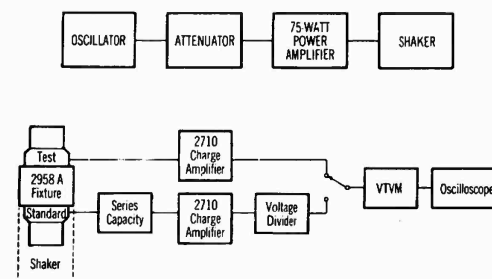 OSCILLATOR
ATTENUATOR
75-WATT
POWER
AMPLIFIER
SHAKER
Test
2958 A
Fixture
Standard
Shaker
2710
Charge
Amplifier
Series
Capacity
2710
Charge
Amplifier
Voltage
Divider
VTVM
Oscilloscope